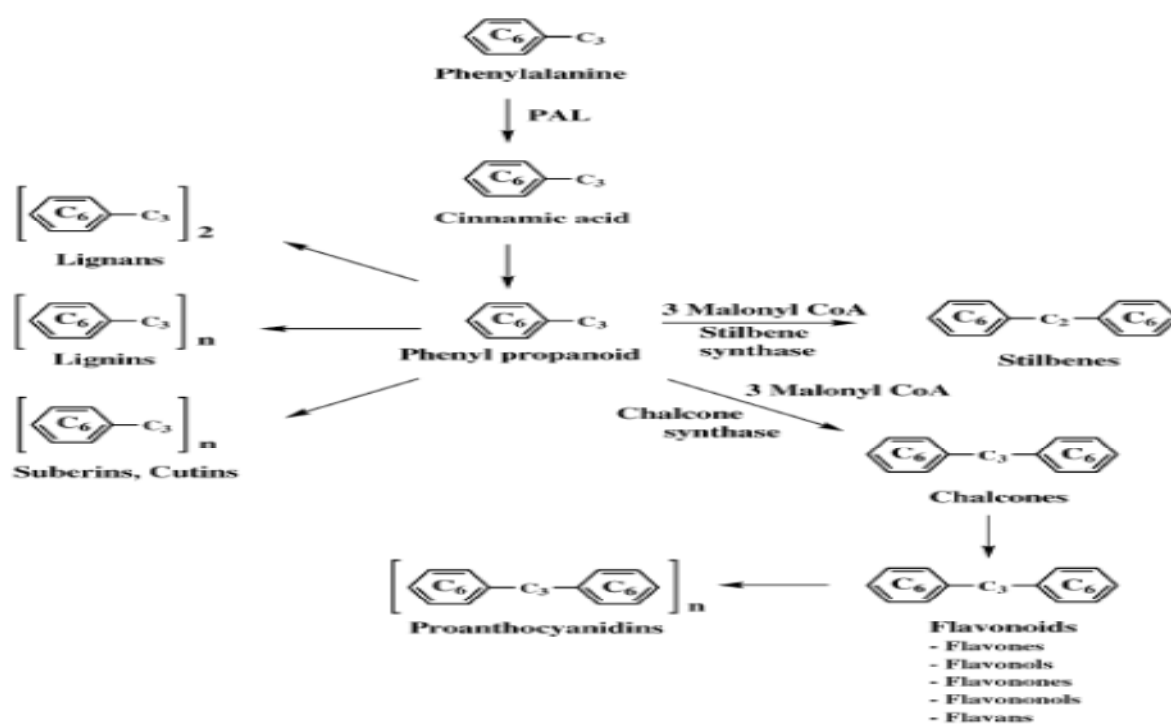 C6 C3
Phenylalanine
PAL
C6 C3
Cinnamic acid
[C6 C3]2
Lignans
[C6 C3]n
Lignins
C6 C3
Phenyl propanoid
3 Malonyl CoA
Stilbene
synthase
C6 C2 C6
Stilbenes
[C6 C3]n
Suberins, Cutins
3 Malonyl CoA
Chalcone
synthase
C6 C3 C6
Chalcones
[C6 C3 C6]n
Proanthocyanidins
C6 C3 C6
Flavonoids
- Flavones
- Flavonols
- Flavonones
- Flavononols
- Flavans